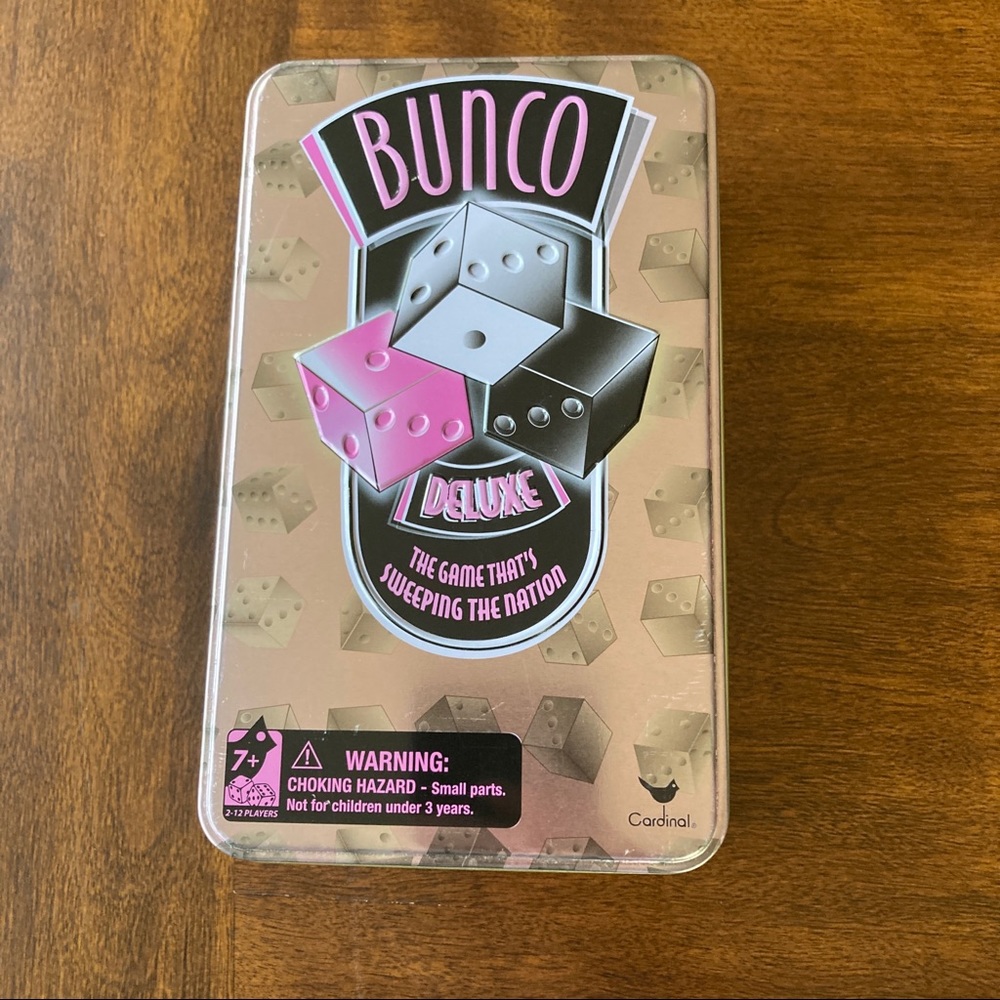 BUNCO
DELUXE
THE GAME THAT'S
SWEEPING THE NATION
7+
2-12 PLAYERS
WARNING:
CHOKING HAZARD - Small parts.
Not for children under 3 years.
Cardinal®